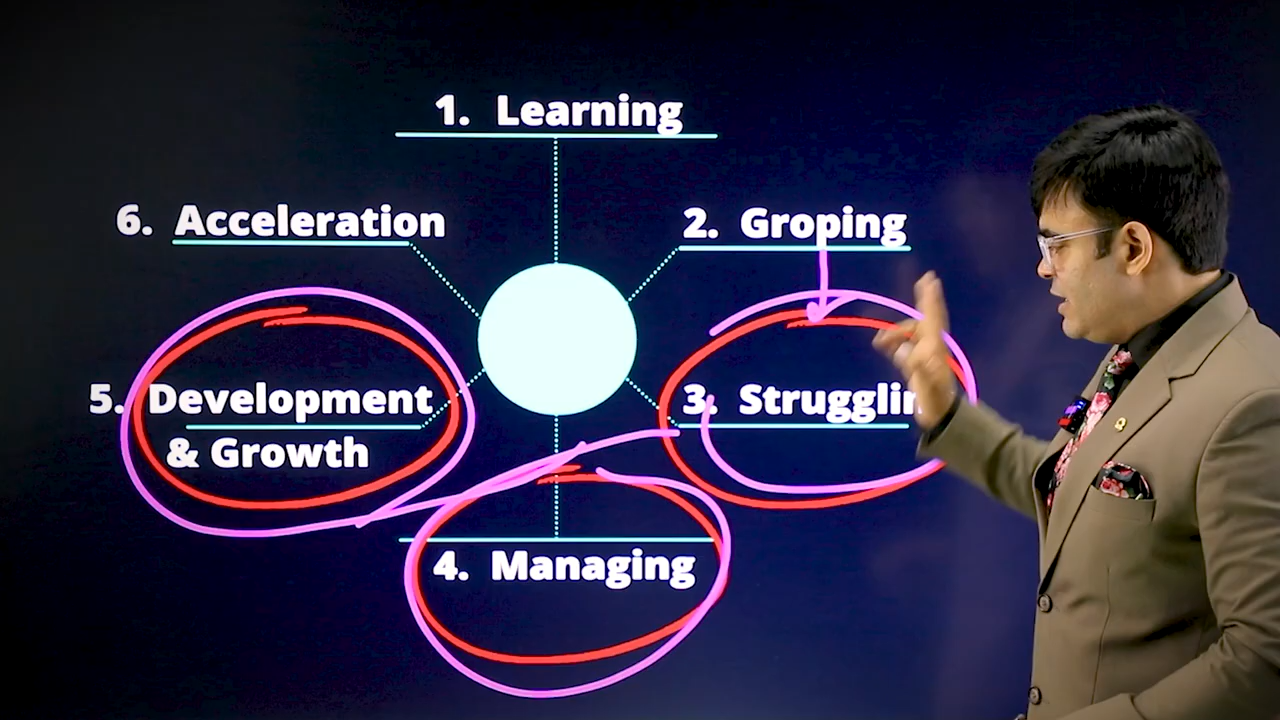 1. Learning
2. Groping
3. Strugglin
4. Managing
5. Development
& Growth
6. Acceleration